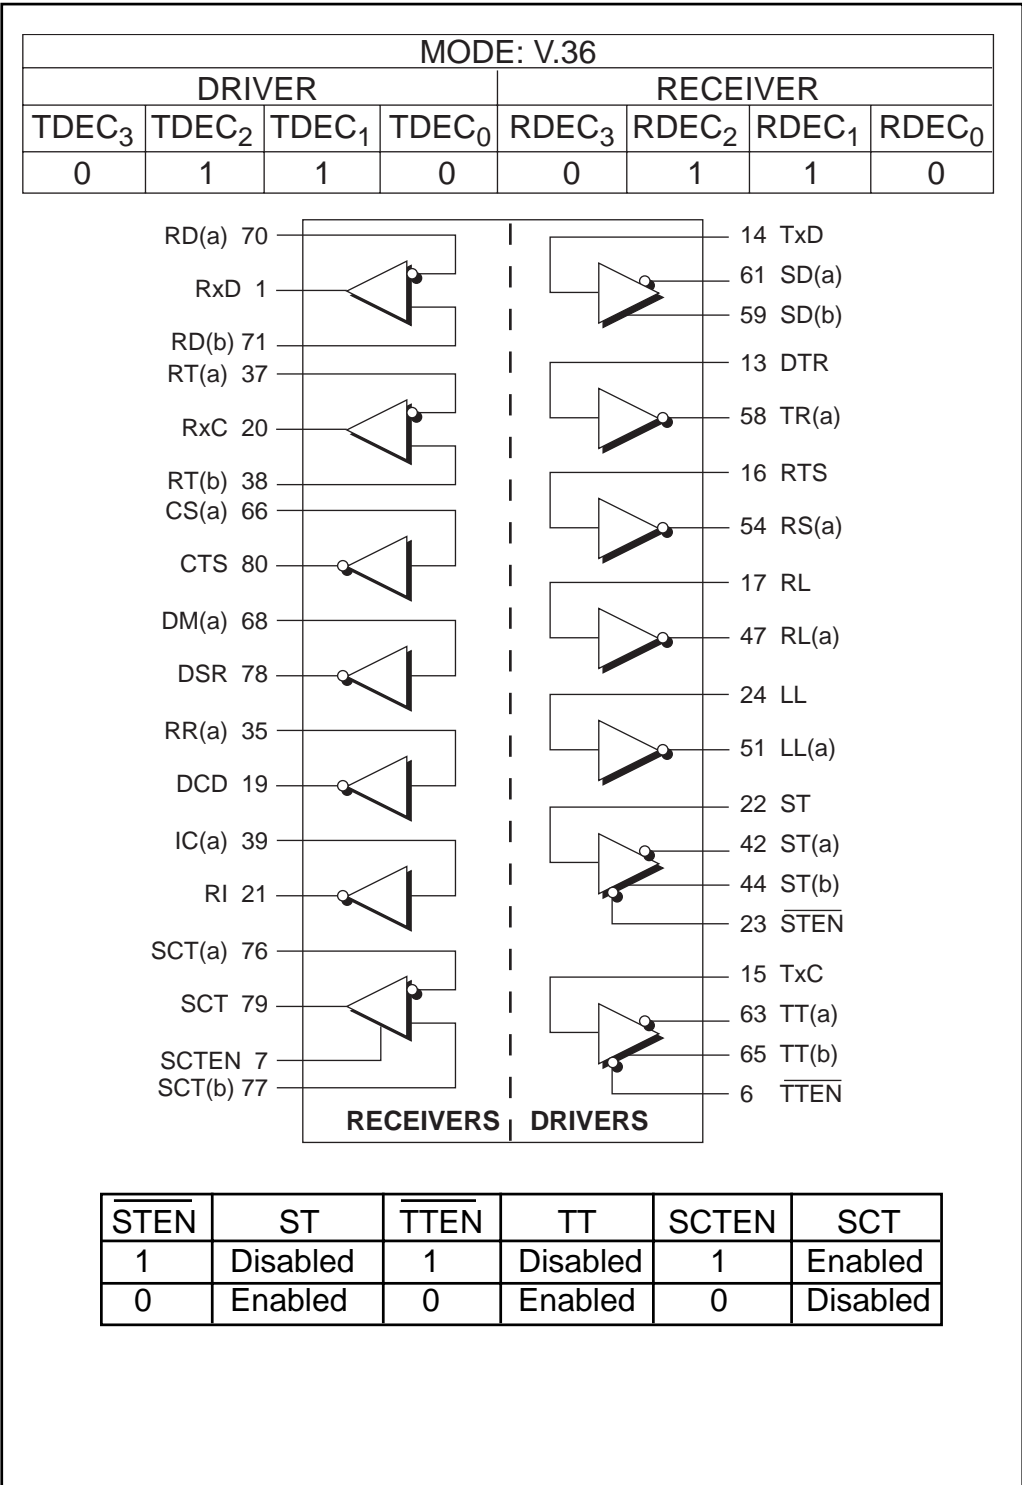 MODE: V.36
DRIVER RECEIVER
TDEC3 TDEC2 TDEC1 TDEC0 RDEC3 RDEC2 RDEC1 RDEC0
0 1 1 0 0 1 1 0
RD(a) 70
RxD 1
RD(b) 71
RT(a) 37
RxC 20
RT(b) 38
CS(a) 66
CTS 80
DM(a) 68
DSR 78
RR(a) 35
DCD 19
IC(a) 39
RI 21
SCT(a) 76
SCT 79
SCTEN 7
SCT(b) 77
14 TxD
61 SD(a)
59 SD(b)
13 DTR
58 TR(a)
16 RTS
54 RS(a)
17 RL
47 RL(a)
24 LL
51 LL(a)
22 ST
42 ST(a)
44 ST(b)
23 STEN
15 TxC
63 TT(a)
65 TT(b)
6 TTEN
RECEIVERS DRIVERS
STEN ST TTEN TT SCTEN SCT
1 Disabled 1 Disabled 1 Enabled
0 Enabled 0 Enabled 0 Disabled